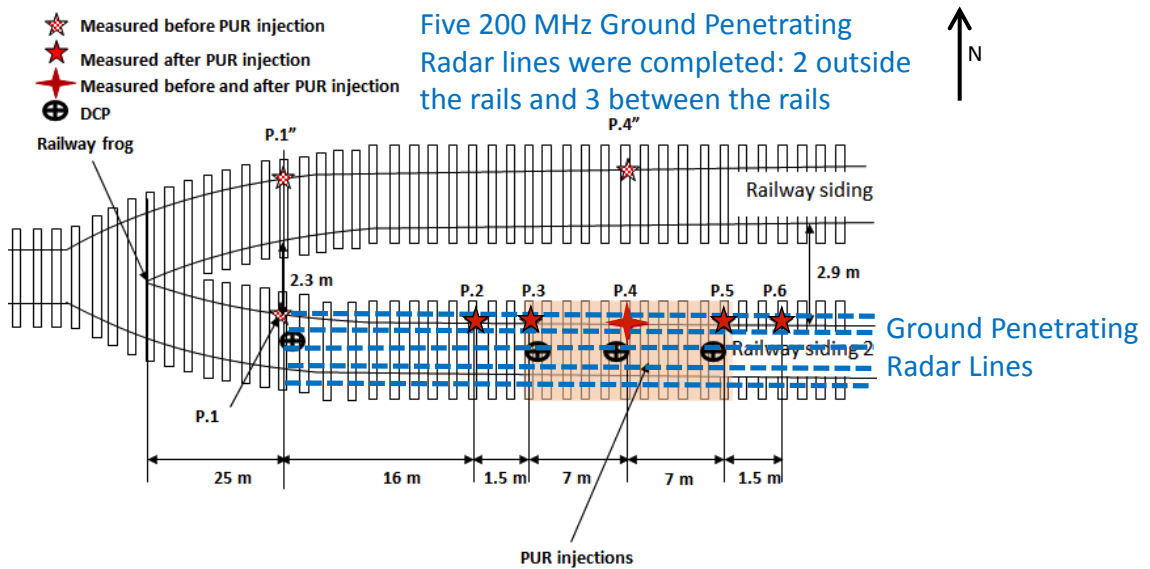 Measured before PUR injection
Measured after PUR injection
Measured before and after PUR injection
DCP
Railway frog
Five 200 MHz Ground Penetrating
Radar lines were completed: 2 outside
the rails and 3 between the rails
N
P.1”
P.4”
Railway siding
2.3 m
2.9 m
P.2
P.3
P.4
P.5
P.6
Railway siding 2
Ground Penetrating
Radar Lines
P.1
25 m
16 m
1.5 m
7 m
7 m
1.5 m
PUR injections